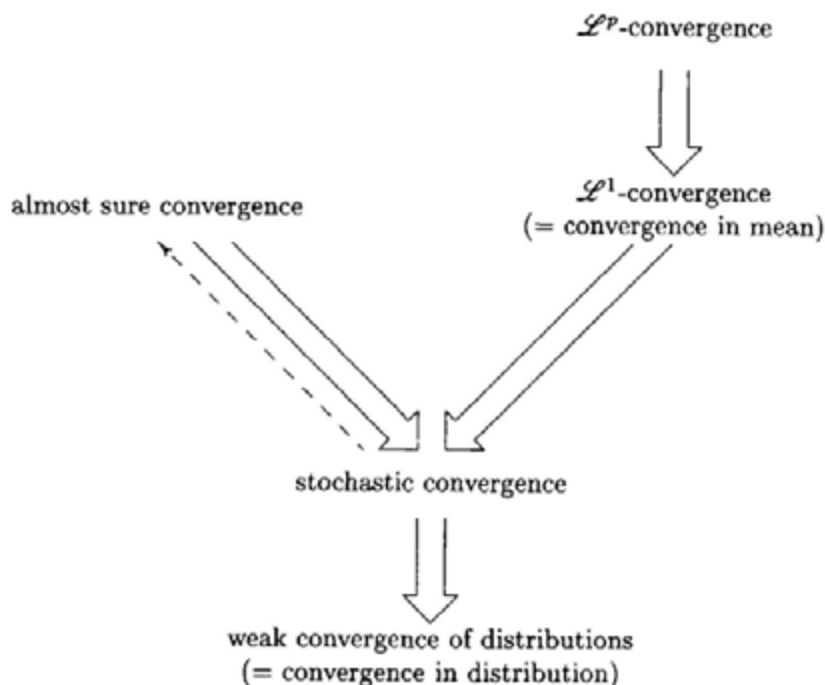 ℒᵖ-convergence
ℒ¹-convergence
(= convergence in mean)
almost sure convergence
stochastic convergence
weak convergence of distributions
(= convergence in distribution)